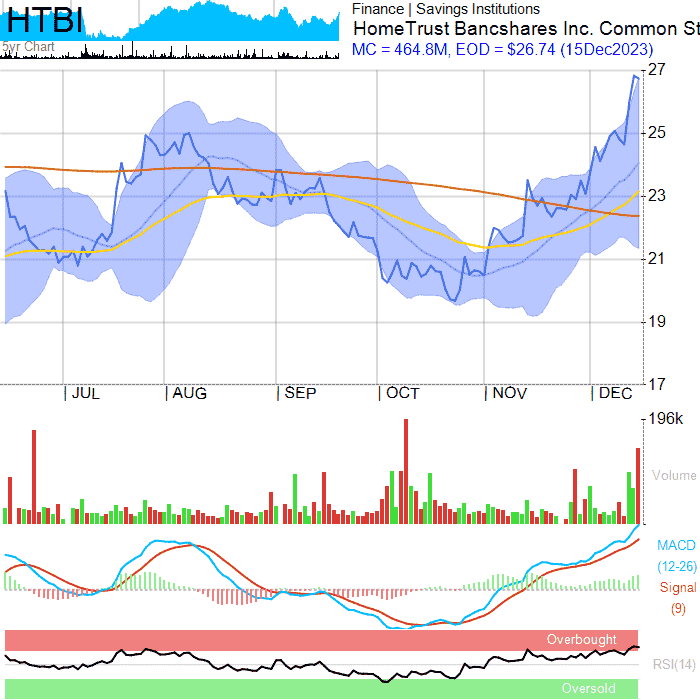 HTBI
5yr Chart
Finance | Savings Institutions
HomeTrust Bancshares Inc. Common St
MC = 464.8M, EOD = $26.74 (15Dec2023)
27
25
23
21
19
17
JUL AUG SEP OCT NOV DEC
196k
Volume
MACD
(12-26)
Signal
(9)
Overbought
RSI(14)
Oversold